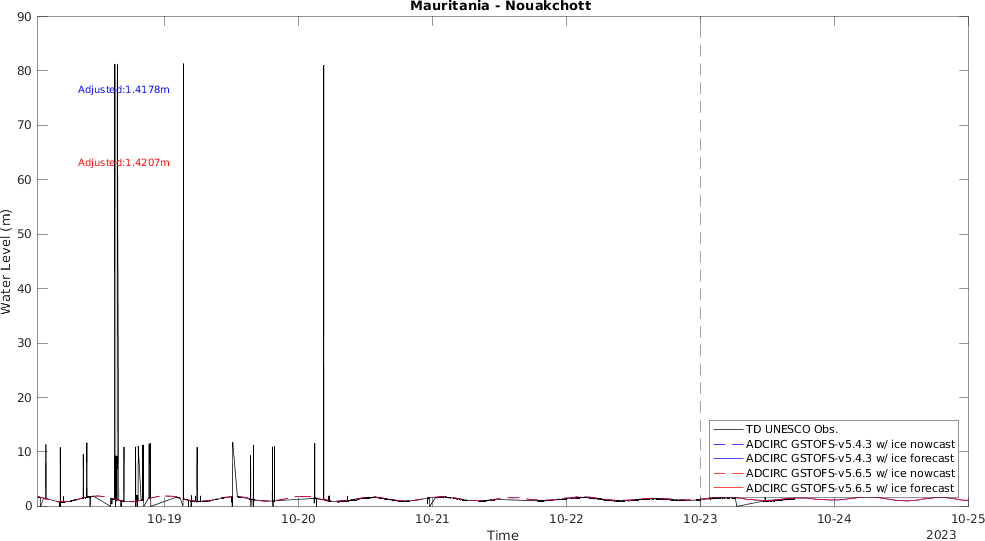 Mauritania - Nouakchott
90
80
70
60
50
40
30
20
10
0
Water Level (m)
Adjusted:1.4178m
Adjusted:1.4207m
TD UNESCO Obs.
ADCIRC GSTOFS-v5.4.3 w/ ice nowcast
ADCIRC GSTOFS-v5.4.3 w/ ice forecast
ADCIRC GSTOFS-v5.6.5 w/ ice nowcast
ADCIRC GSTOFS-v5.6.5 w/ ice forecast
10-19 10-20 10-21 10-22 10-23 10-24 10-25
Time
2023